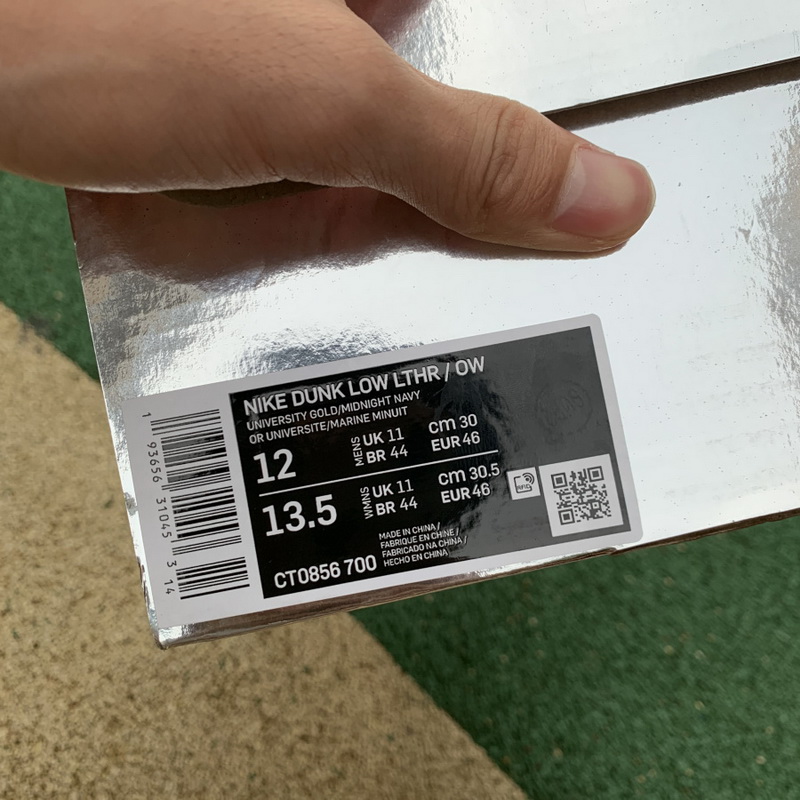 NIKE DUNK LOW LTHR / OW
UNIVERSITY GOLD/MIDNIGHT NAVY
OR UNIVERSITE/MARINE MINUIT
12
MENS
UK 11
BR 44
cm 30
EUR 46
13.5
WMNS
UK 11
BR 44
cm 30.5
EUR 46
RFID
MADE IN CHINA /
FABRIQUE EN CHINE /
FABRICADO NA CHINA /
HECHO EN CHINA
CT0856 700
1 93656 31045 3 14